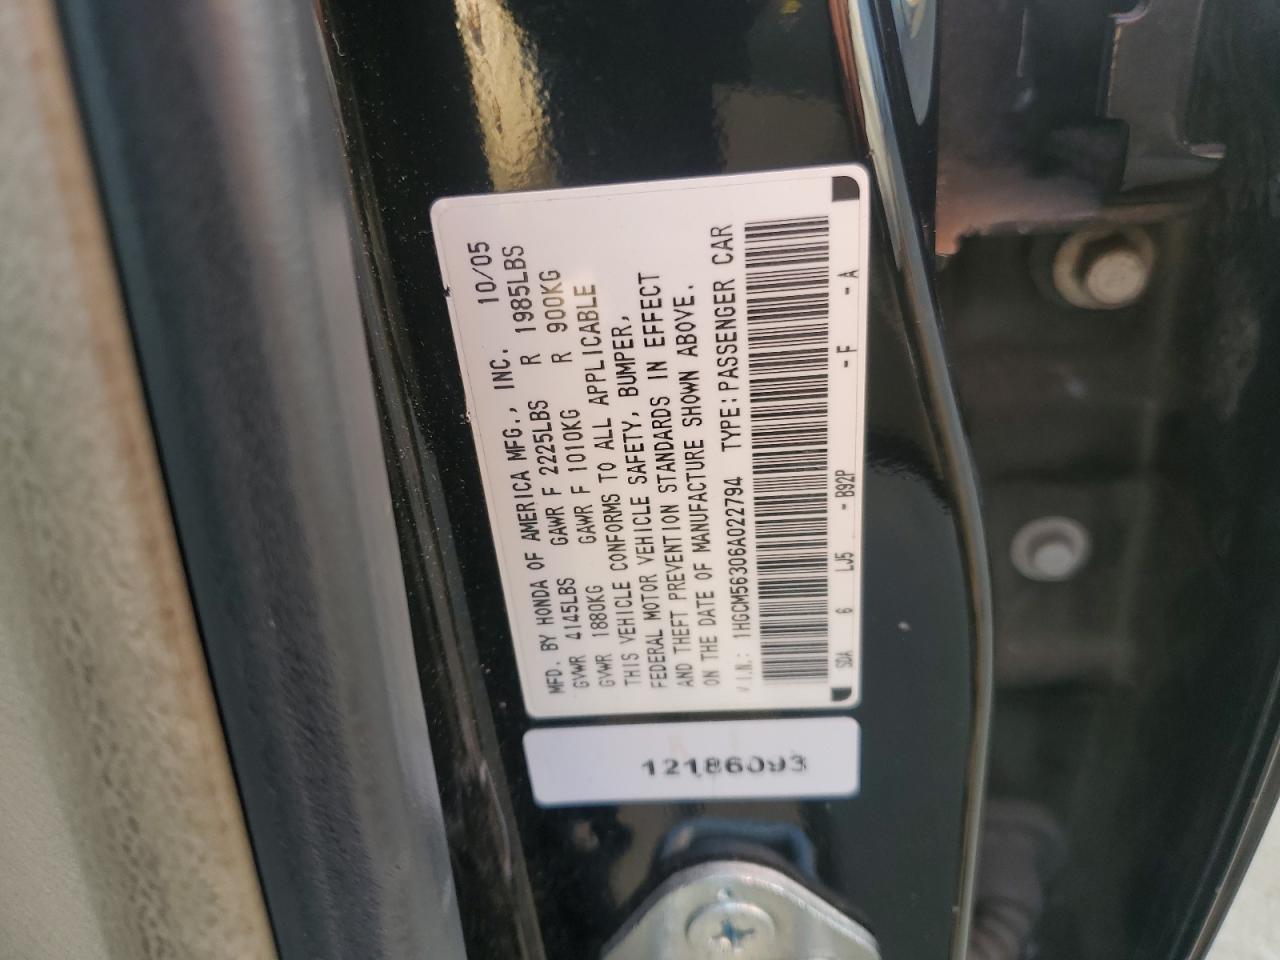 MFD. BY HONDA OF AMERICA MFG., INC. 10/05
GVWR 4145LBS GAWR F 2225LBS R 1985LBS
GVWR 1880KG GAWR F 1010KG R 900KG
THIS VEHICLE CONFORMS TO ALL APPLICABLE
FEDERAL MOTOR VEHICLE SAFETY, BUMPER,
AND THEFT PREVENTION STANDARDS IN EFFECT
ON THE DATE OF MANUFACTURE SHOWN ABOVE.
V.I.N.: 1HGCM56306A022794 TYPE: PASSENGER CAR
SDA 6 LJ5 - B92P - F - A
12186093